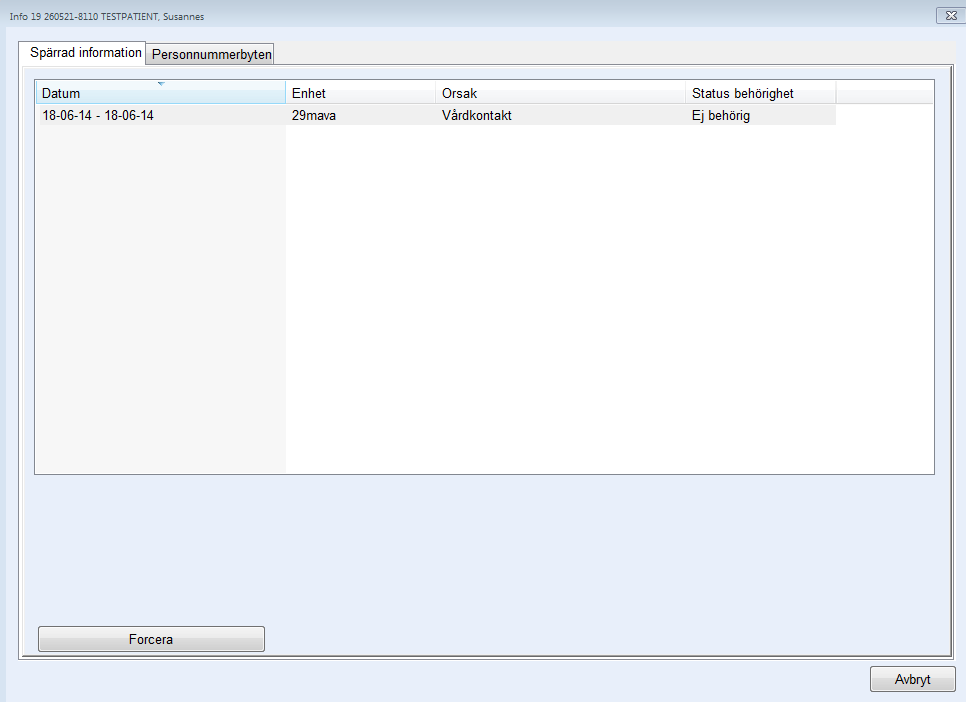 Info 19 260521-8110 TESTPATIENT, Susannes
Spärrad information Personnummerbyten
Datum Enhet Orsak Status behörighet
18-06-14 - 18-06-14 29mava Vårdkontakt Ej behörig
Forcera
Avbryt